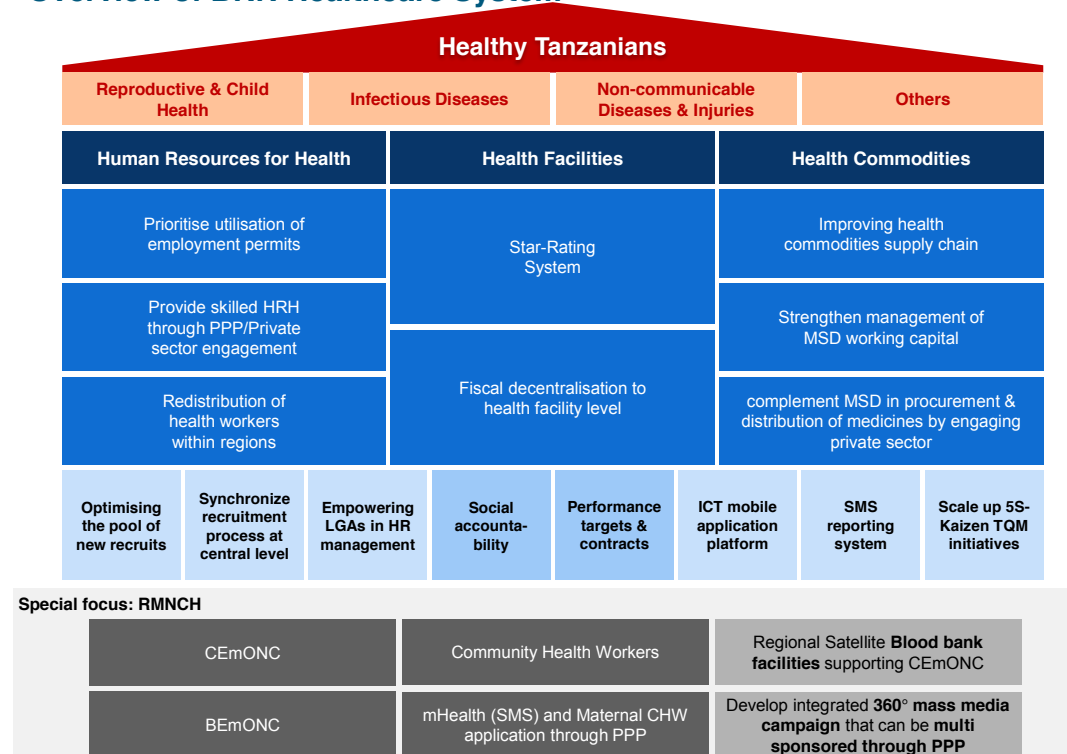 Overview of BRN Healthcare System
Healthy Tanzanians
Reproductive & Child
Health
Infectious Diseases
Non-communicable
Diseases & Injuries
Others
Human Resources for Health
Health Facilities
Health Commodities
Prioritise utilisation of
employment permits
Provide skilled HRH
through PPP/Private
sector engagement
Redistribution of
health workers
within regions
Star-Rating
System
Fiscal decentralisation to
health facility level
Improving health
commodities supply chain
Strengthen management of
MSD working capital
complement MSD in procurement &
distribution of medicines by engaging
private sector
Optimising
the pool of
new recruits
Synchronize
recruitment
process at
central level
Empowering
LGAs in HR
management
Social
accounta-
bility
Performance
targets &
contracts
ICT mobile
application
platform
SMS
reporting
system
Scale up 5S-
Kaizen TQM
initiatives
Special focus: RMNCH
CEmONC
Community Health Workers
Regional Satellite Blood bank
facilities supporting CEmONC
BEmONC
mHealth (SMS) and Maternal CHW
application through PPP
Develop integrated 360° mass media
campaign that can be multi
sponsored through PPP